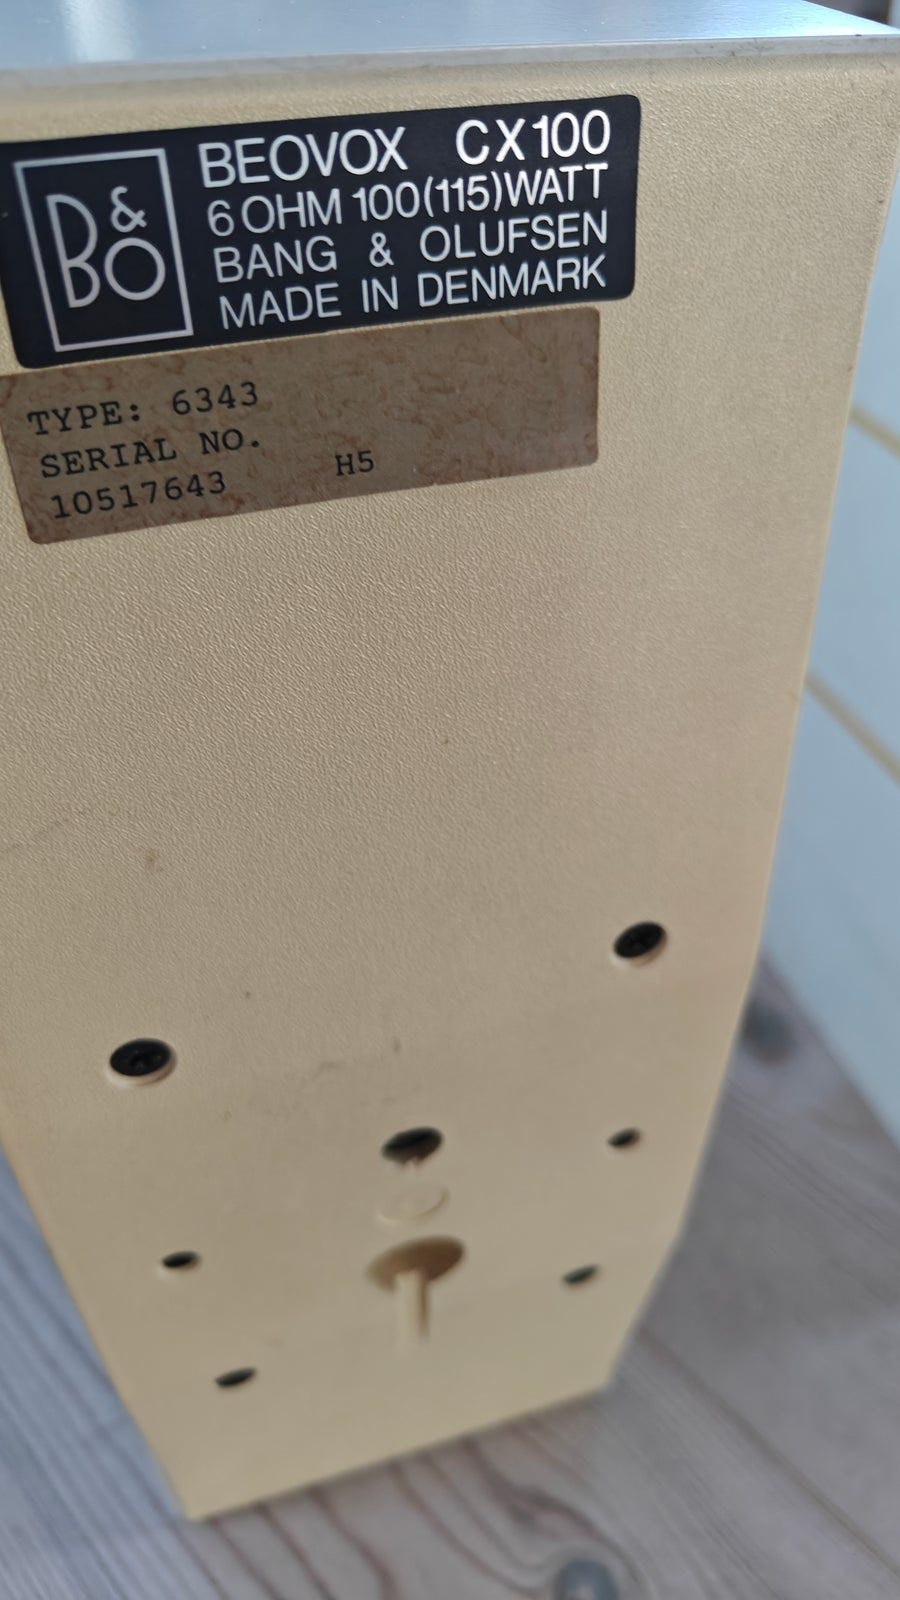 B&O
BEOVOX CX100
6 OHM 100(115)WATT
BANG & OLUFSEN
MADE IN DENMARK
TYPE: 6343
SERIAL NO.
10517643 H5